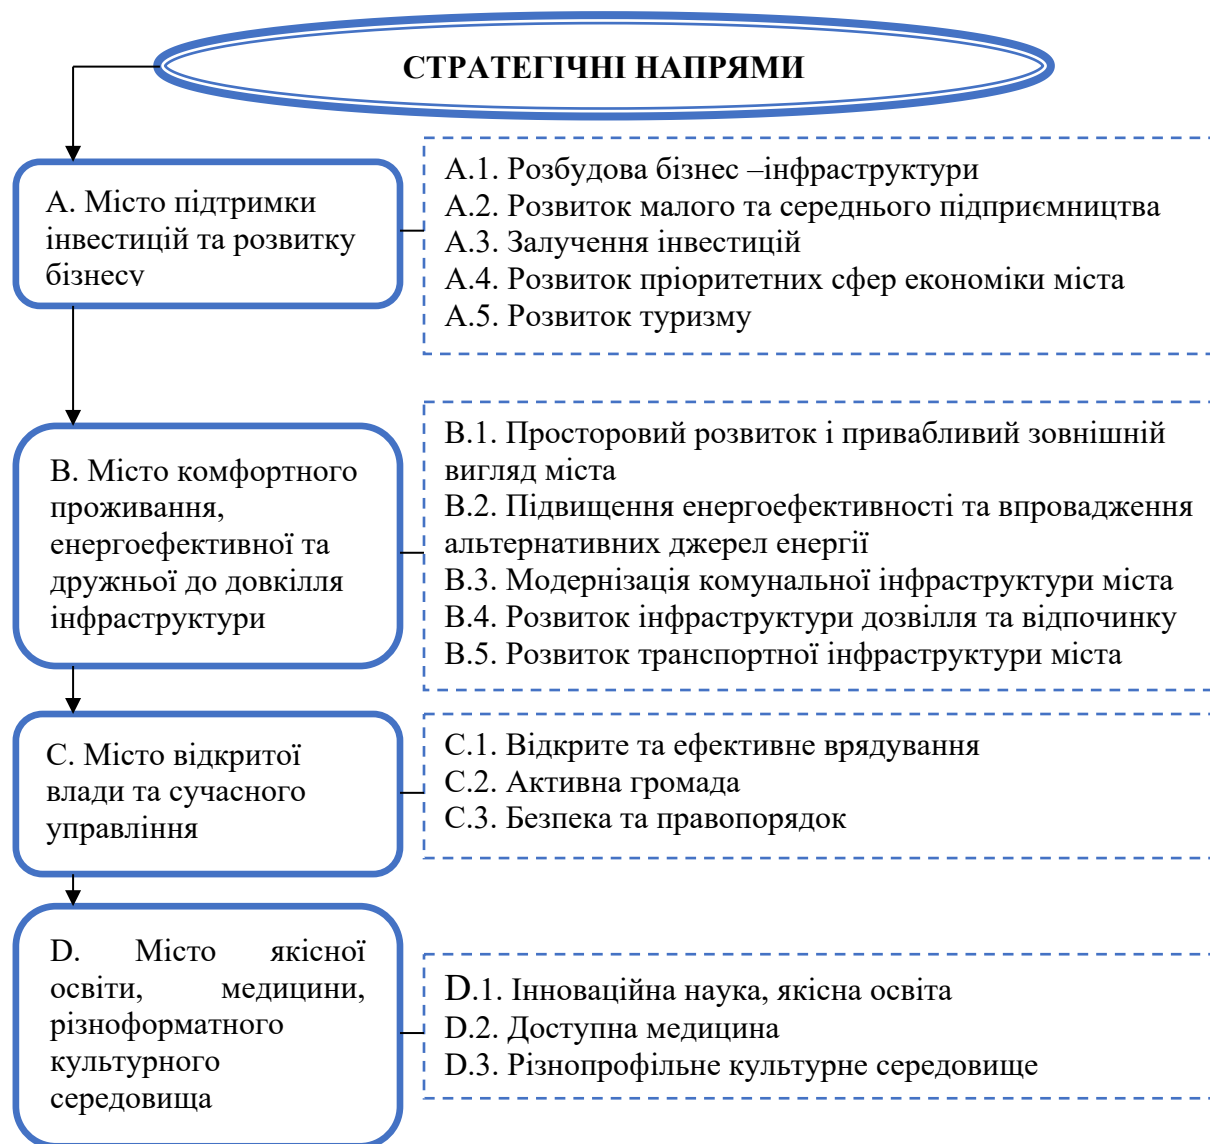 СТРАТЕГІЧНІ НАПРЯМИ
А. Місто підтримки
інвестицій та розвитку
бізнесу
А.1. Розбудова бізнес –інфраструктури
А.2. Розвиток малого та середнього підприємництва
А.3. Залучення інвестицій
А.4. Розвиток пріоритетних сфер економіки міста
А.5. Розвиток туризму
В. Місто комфортного
проживання,
енергоефективної та
дружньої до довкілля
інфраструктури
В.1. Просторовий розвиток і привабливий зовнішній
вигляд міста
В.2. Підвищення енергоефективності та впровадження
альтернативних джерел енергії
В.3. Модернізація комунальної інфраструктури міста
В.4. Розвиток інфраструктури дозвілля та відпочинку
В.5. Розвиток транспортної інфраструктури міста
С. Місто відкритої
влади та сучасного
управління
С.1. Відкрите та ефективне врядування
С.2. Активна громада
С.3. Безпека та правопорядок
D. Місто якісної
освіти, медицини,
різноформатного
культурного
середовища
D.1. Інноваційна наука, якісна освіта
D.2. Доступна медицина
D.3. Різнопрофільне культурне середовище